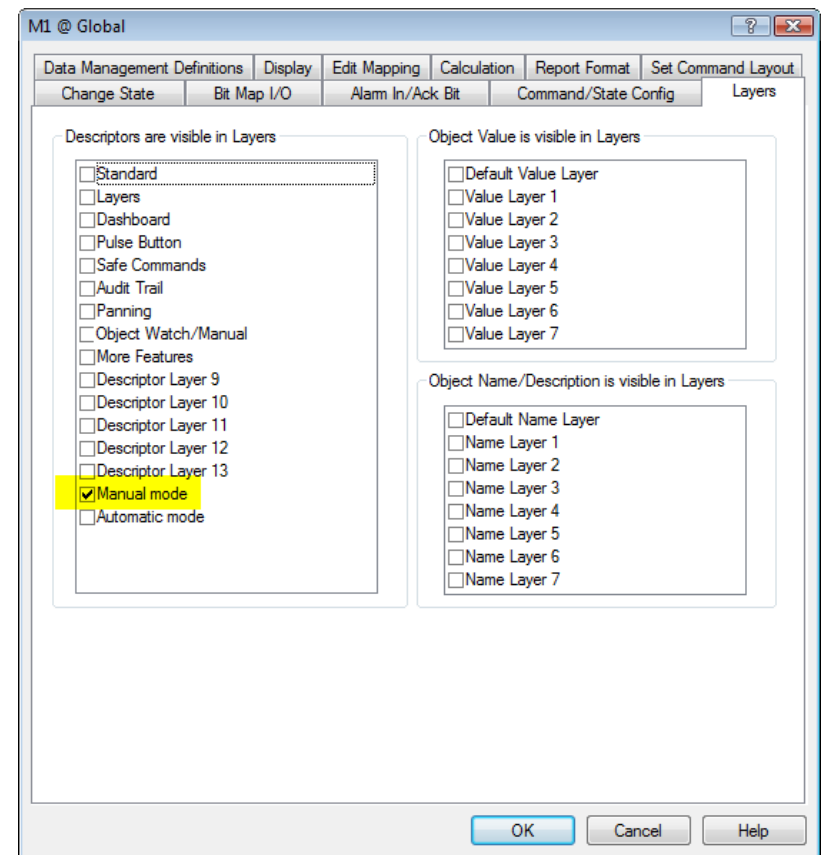 M1 @ Global
Data Management Definitions Display Edit Mapping Calculation Report Format Set Command Layout
Change State Bit Map I/O Alarm In/Ack Bit Command/State Config Layers
Descriptors are visible in Layers
Standard
Layers
Dashboard
Pulse Button
Safe Commands
Audit Trail
Panning
Object Watch/Manual
More Features
Descriptor Layer 9
Descriptor Layer 10
Descriptor Layer 11
Descriptor Layer 12
Descriptor Layer 13
Manual mode
Automatic mode
Object Value is visible in Layers
Default Value Layer
Value Layer 1
Value Layer 2
Value Layer 3
Value Layer 4
Value Layer 5
Value Layer 6
Value Layer 7
Object Name/Description is visible in Layers
Default Name Layer
Name Layer 1
Name Layer 2
Name Layer 3
Name Layer 4
Name Layer 5
Name Layer 6
Name Layer 7
OK Cancel Help